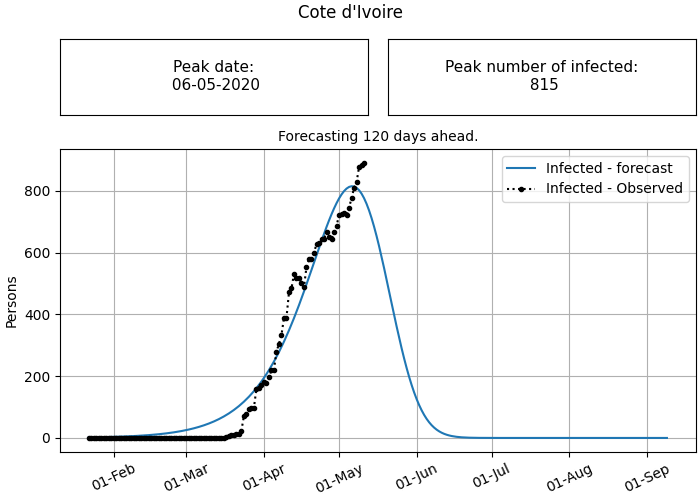 Cote d'Ivoire
Peak date:
06-05-2020
Peak number of infected:
815
Forecasting 120 days ahead.
Infected - forecast
Infected - Observed
Persons
800
600
400
200
0
01-Feb
01-Mar
01-Apr
01-May
01-Jun
01-Jul
01-Aug
01-Sep